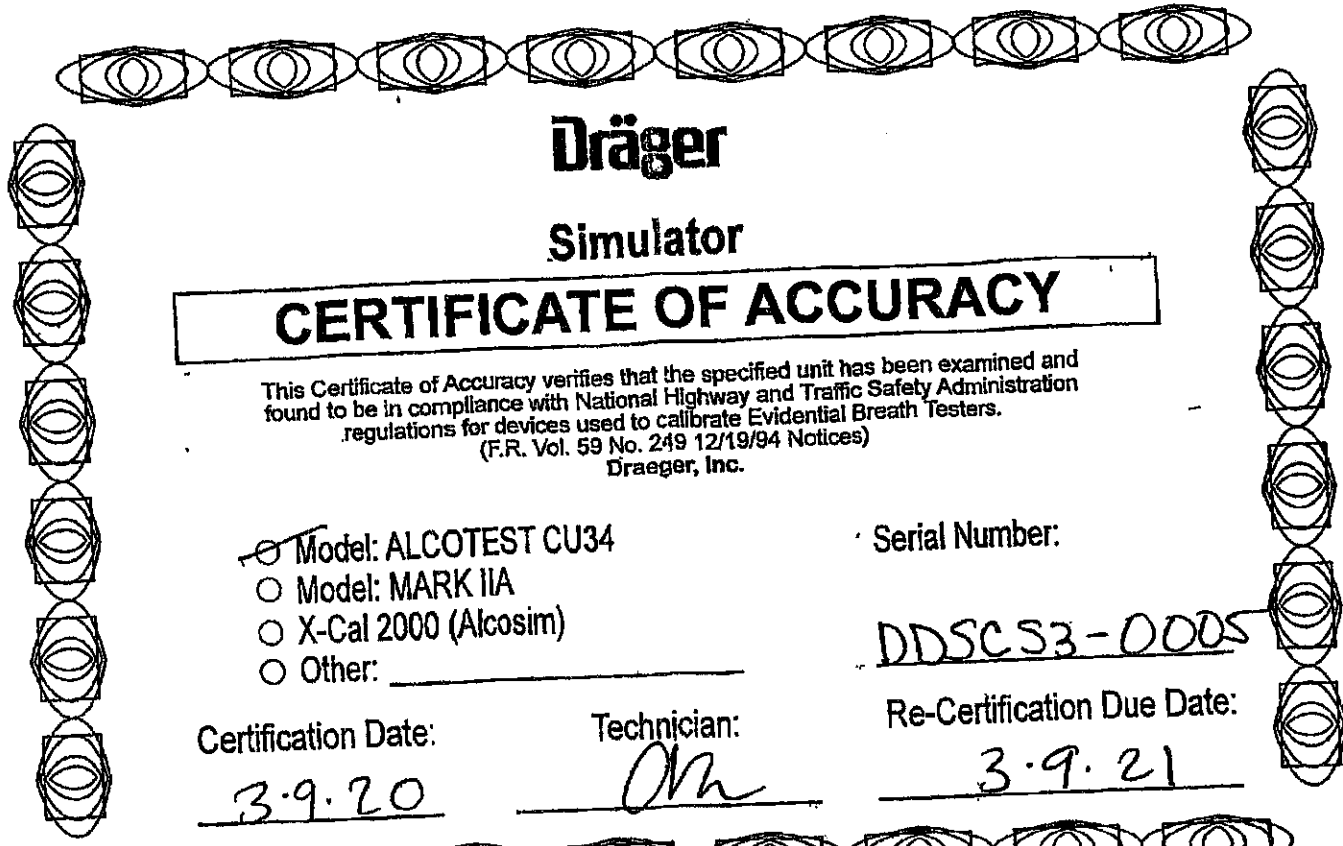 Dräger
Simulator
CERTIFICATE OF ACCURACY
This Certificate of Accuracy verifies that the specified unit has been examined and
found to be in compliance with National Highway and Traffic Safety Administration
regulations for devices used to calibrate Evidential Breath Testers.
(F.R. Vol. 59 No. 249 12/19/94 Notices)
Draeger, Inc.
Model: ALCOTEST CU34
Model: MARK IIA
X-Cal 2000 (Alcosim)
Other:
Serial Number:
DDSCS3-0005
Certification Date:
3.9.20
Technician:
Re-Certification Due Date:
3.9.21